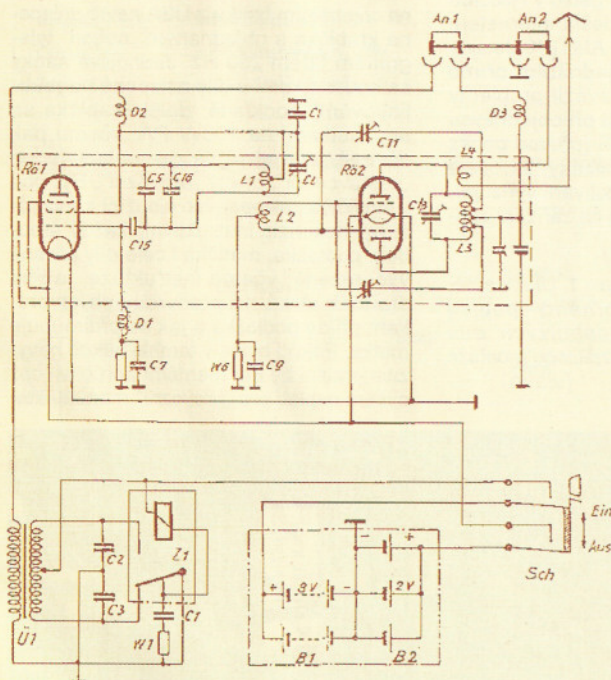 An1 An2
D2
C1
D3
C11
Rö1
C5 C16
L1
C2
Rö2
L4
C15
L2
C13
L3
D1
C7
W6
C9
C2
Z1
C3
C1
Ü1
W1
- +
+ 8V - 2V
B1 B2
Ein
Aus
Sch